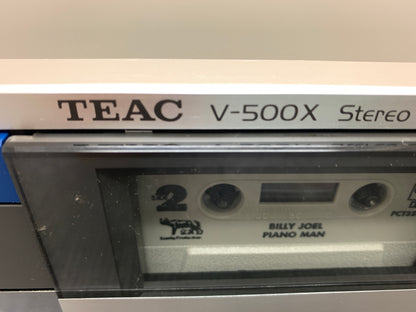 TEAC V-500X Stereo
2
BILLY JOEL
PIANO MAN